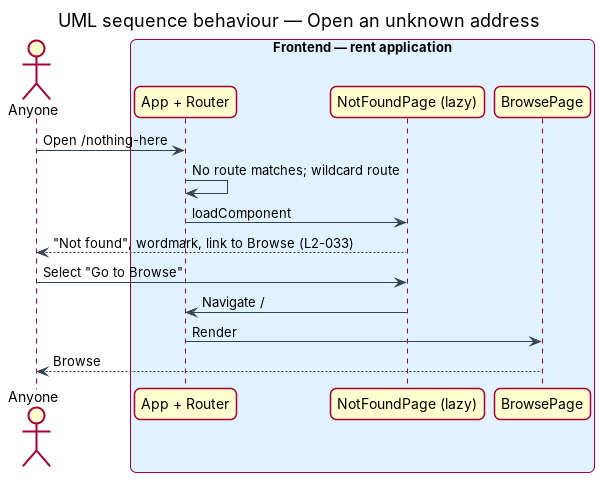 UML sequence behaviour — Open an unknown address
Frontend — rent application
Anyone
App + Router
NotFoundPage (lazy)
BrowsePage
Open /nothing-here
No route matches; wildcard route
loadComponent
"Not found", wordmark, link to Browse (L2-033)
Select "Go to Browse"
Navigate /
Render
Browse
Anyone
App + Router
NotFoundPage (lazy)
BrowsePage